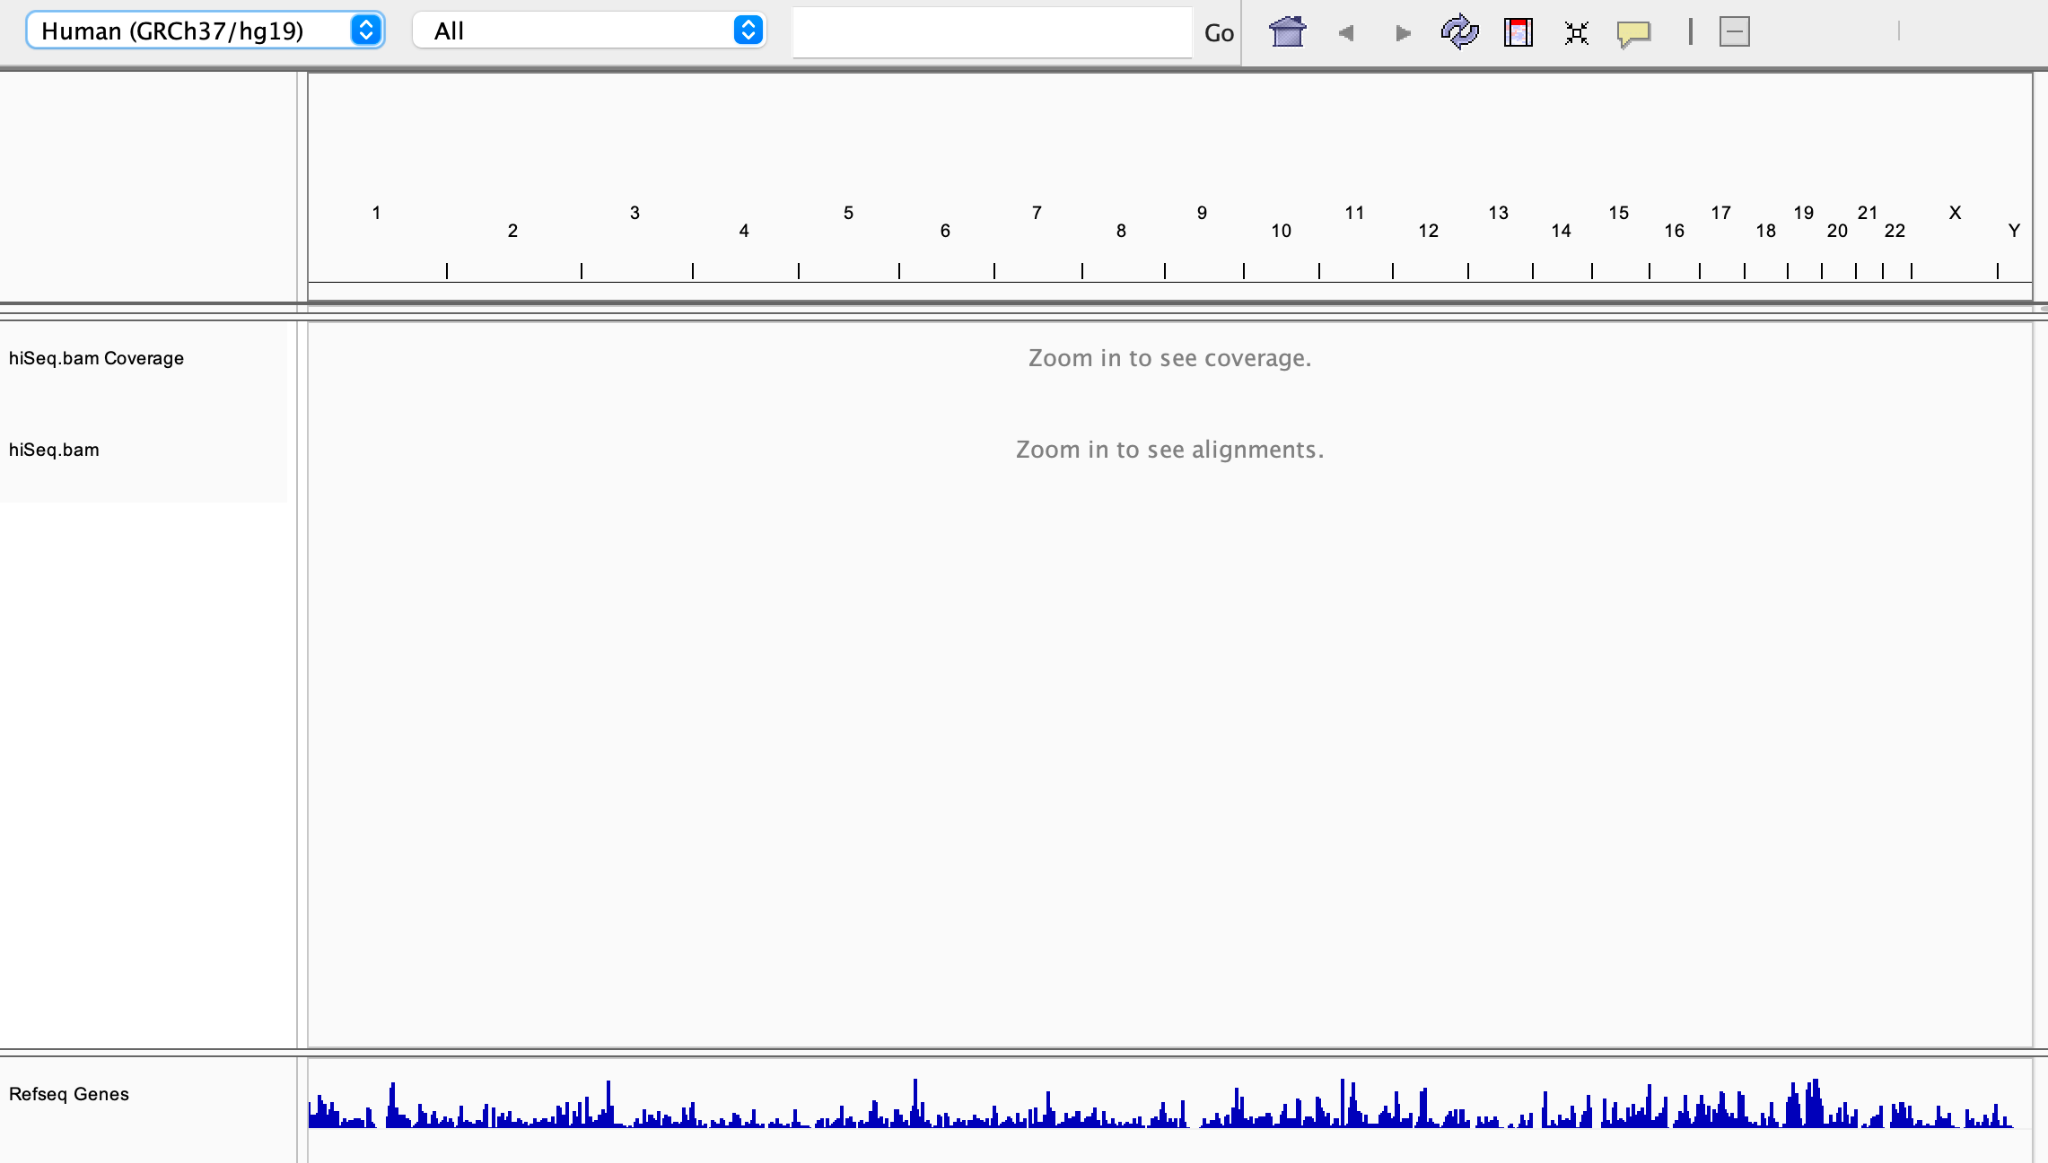 Human (GRCh37/hg19) All Go
1 3 5 7 9 11 13 15 17 19 21 X
2 4 6 8 10 12 14 16 18 20 22 Y
hiSeq.bam Coverage Zoom in to see coverage.
hiSeq.bam Zoom in to see alignments.
Refseq Genes